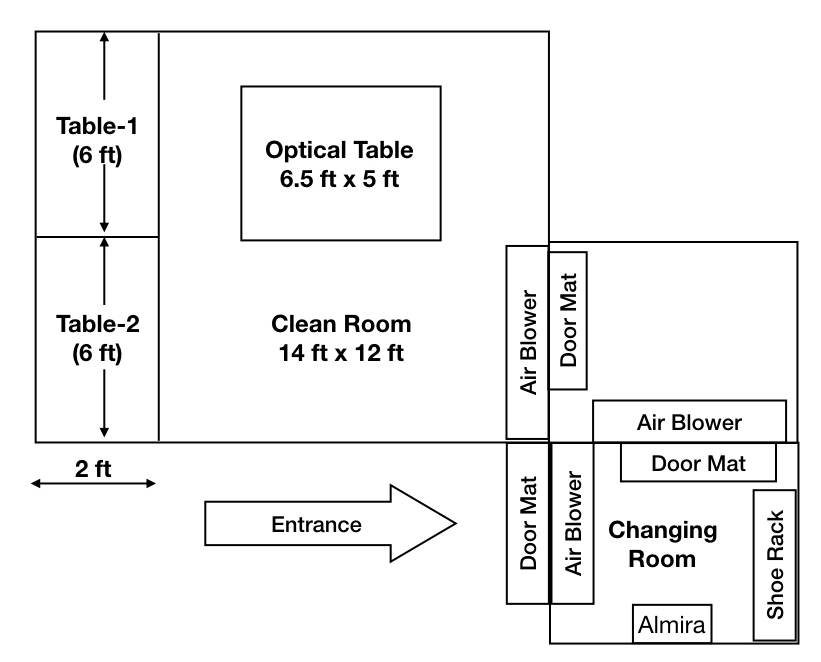 Table-1
(6 ft)
Optical Table
6.5 ft x 5 ft
Table-2
(6 ft)
Clean Room
14 ft x 12 ft
Air Blower
Door Mat
Air Blower
Door Mat
2 ft
Entrance
Door Mat
Air Blower
Changing
Room
Shoe Rack
Almira